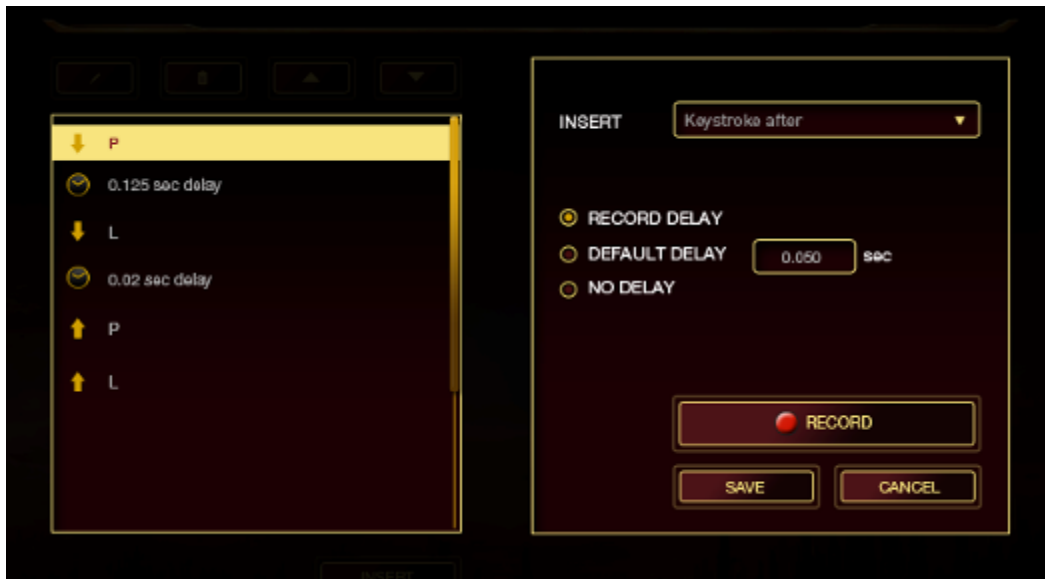 P
0.125 sec delay
L
0.02 sec delay
P
L
INSERT Keystroke after
RECORD DELAY
DEFAULT DELAY 0.050 sec
NO DELAY
RECORD
SAVE CANCEL
INSERT